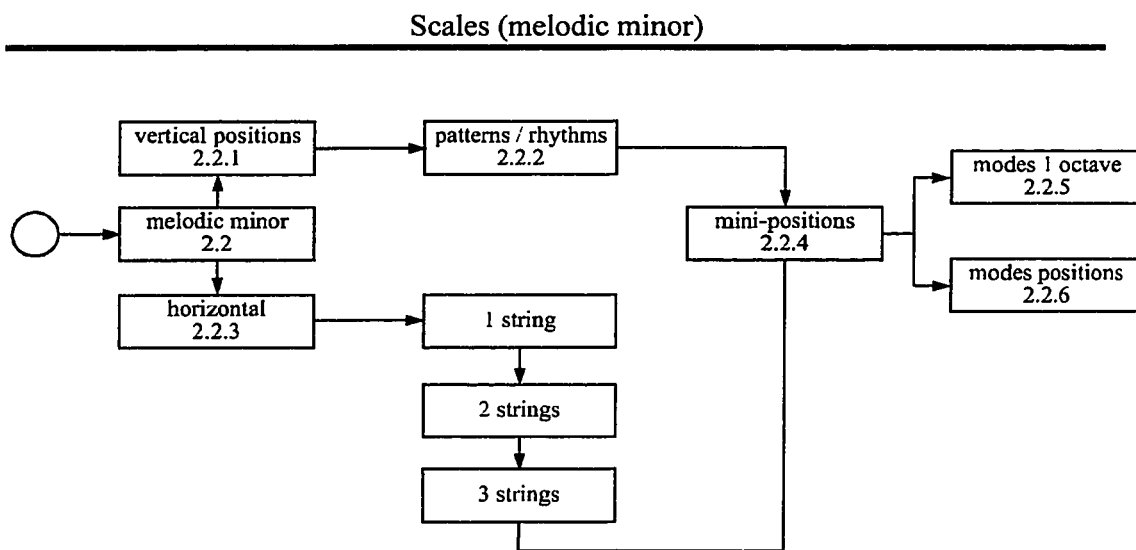 Scales (melodic minor)
vertical positions
2.2.1
patterns / rhythms
2.2.2
modes 1 octave
2.2.5
melodic minor
2.2
mini-positions
2.2.4
modes positions
2.2.6
horizontal
2.2.3
1 string
2 strings
3 strings